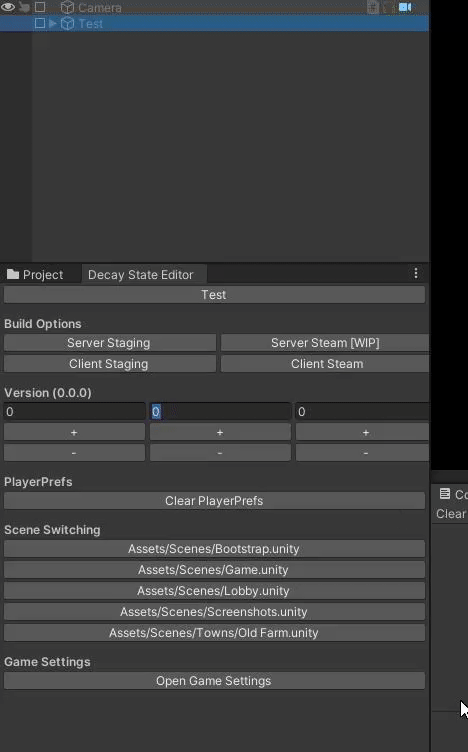 Camera
Test
Project Decay State Editor
Test
Build Options
Server Staging Server Steam [WIP]
Client Staging Client Steam
Version (0.0.0)
0 0 0
+ + +
- - -
PlayerPrefs
Clear PlayerPrefs
Scene Switching
Assets/Scenes/Bootstrap.unity
Assets/Scenes/Game.unity
Assets/Scenes/Lobby.unity
Assets/Scenes/Screenshots.unity
Assets/Scenes/Towns/Old Farm.unity
Game Settings
Open Game Settings
Clear